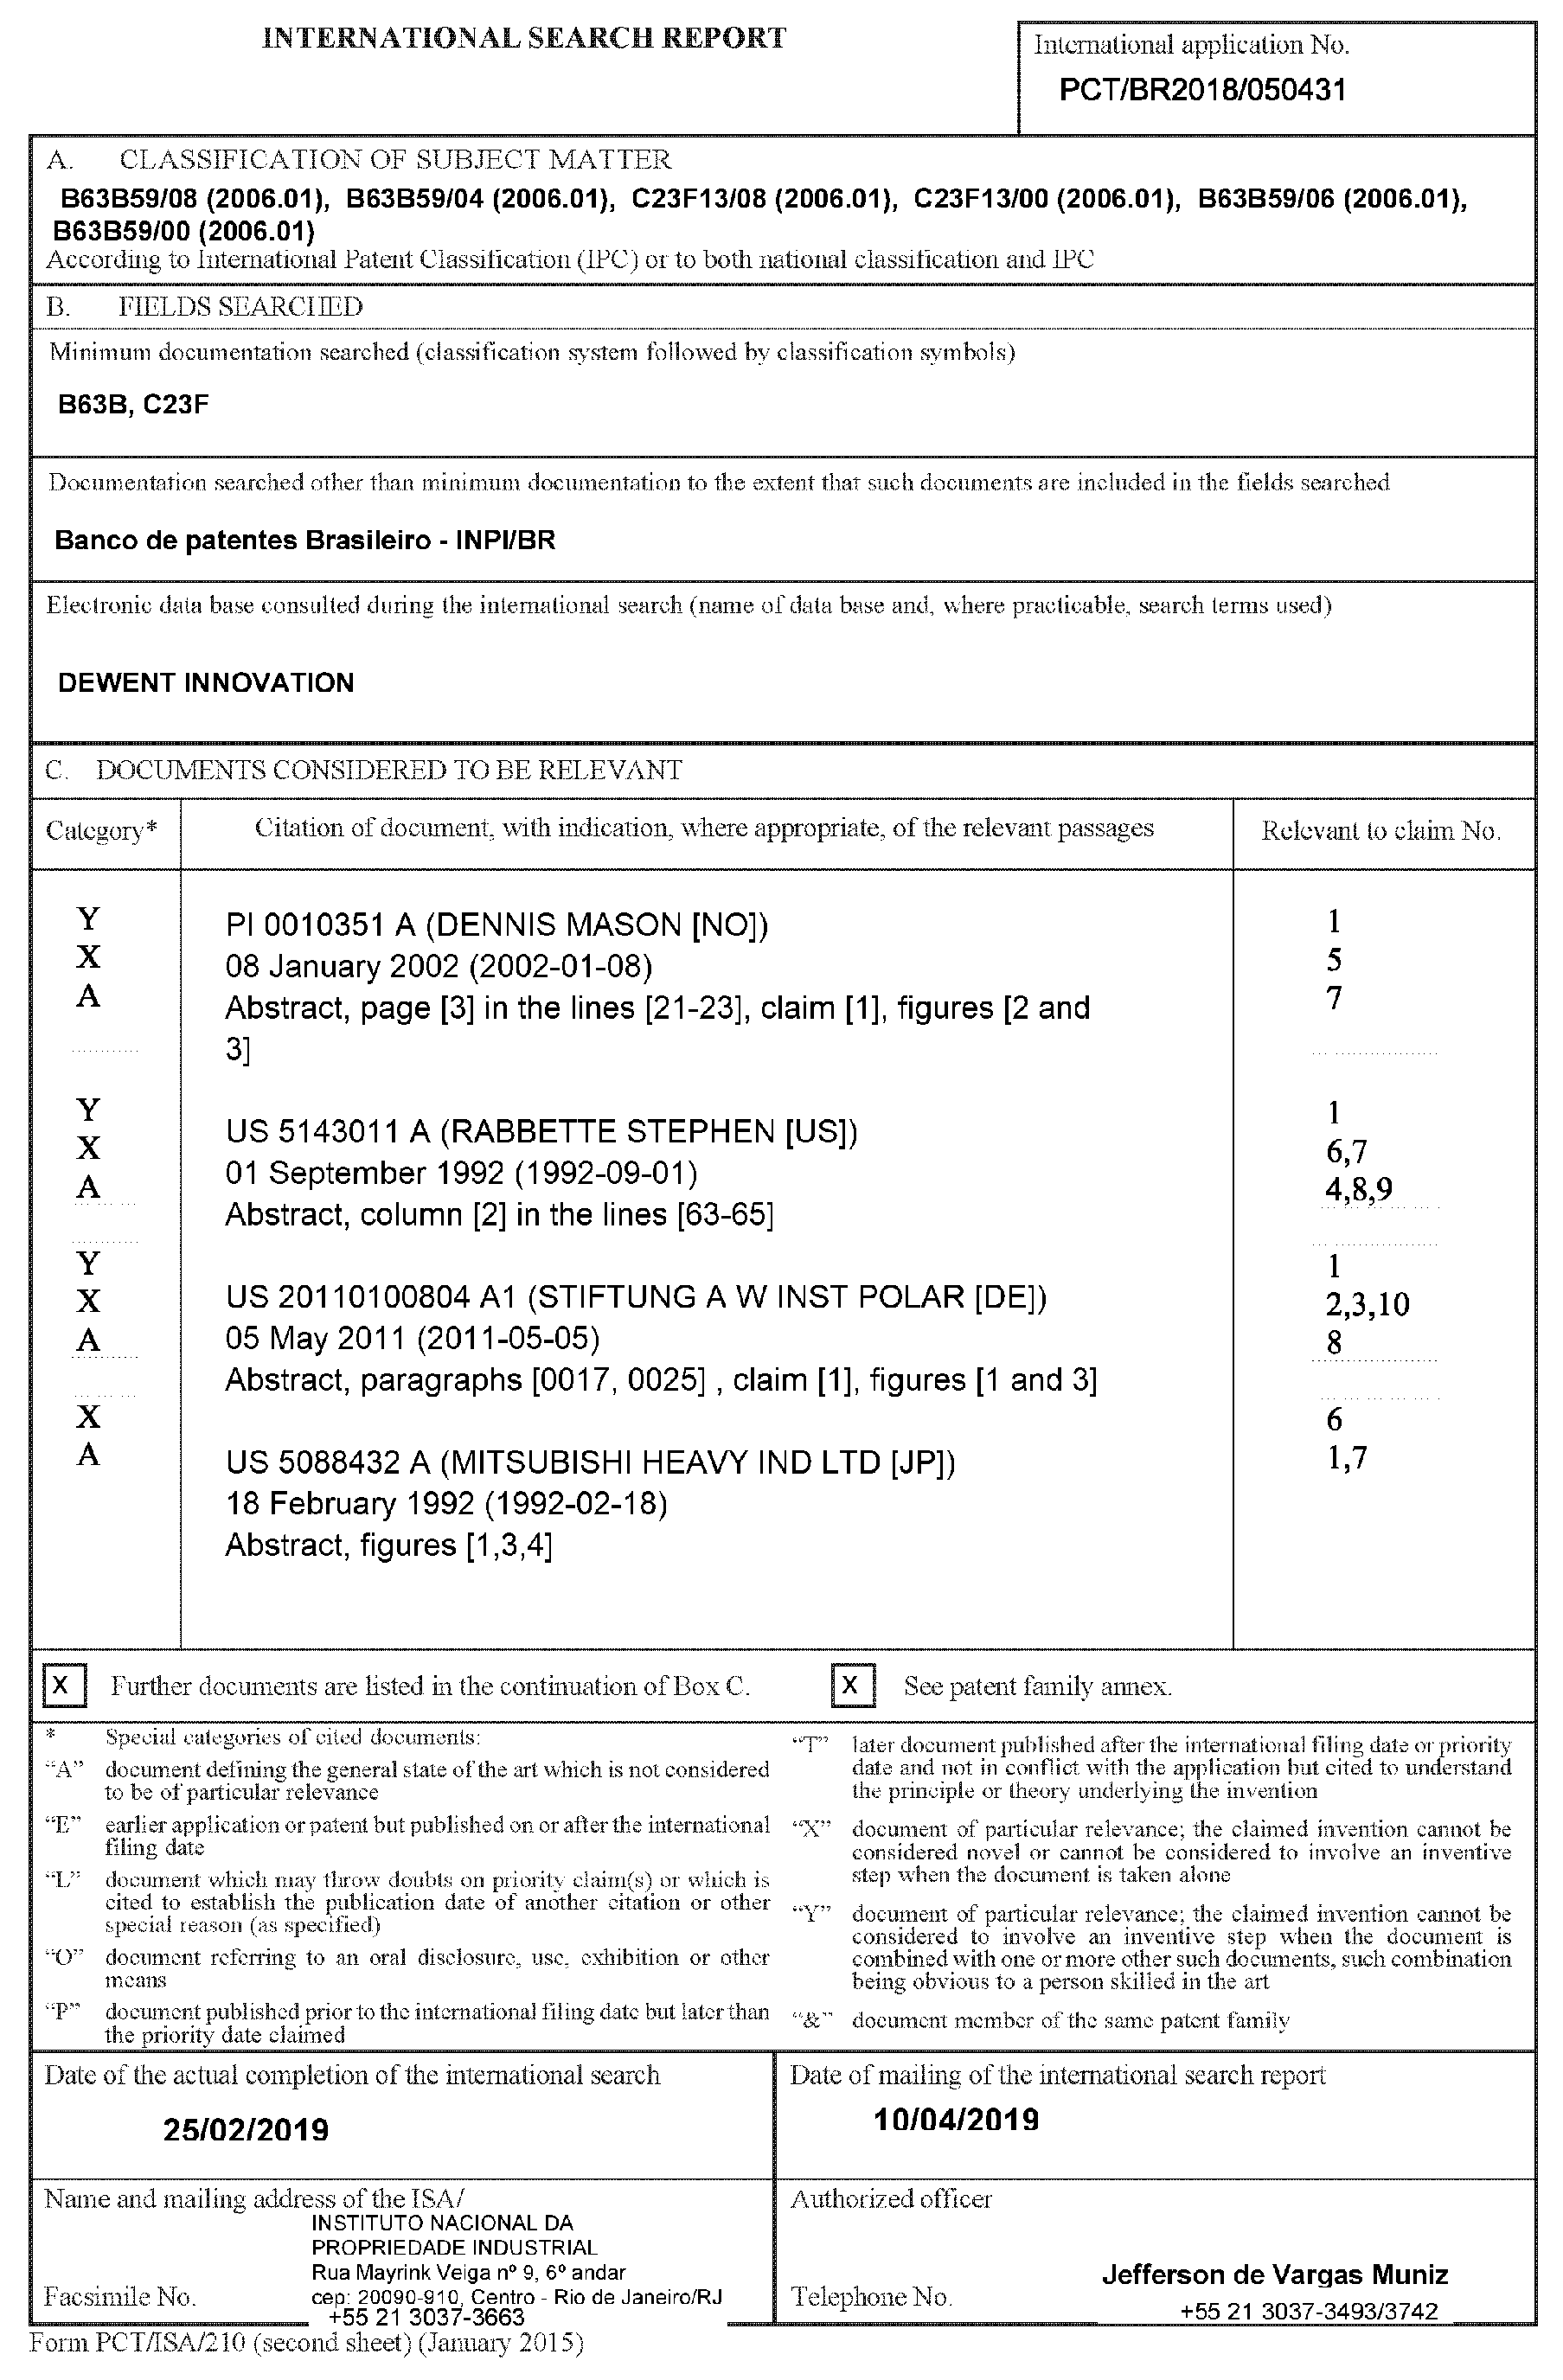 INTERNATIONAL SEARCH REPORT
International application No.
PCT/BR2018/050431
A. CLASSIFICATION OF SUBJECT MATTER
B63B59/08 (2006.01), B63B59/04 (2006.01), C23F13/08 (2006.01), C23F13/00 (2006.01), B63B59/06 (2006.01),
B63B59/00 (2006.01)
According to International Patent Classification (IPC) or to both national classification and IPC
B. FIELDS SEARCHED
Minimum documentation searched (classification system followed by classification symbols)
B63B, C23F
Documentation searched other than minimum documentation to the extent that such documents are included in the fields searched
Banco de patentes Brasileiro - INPI/BR
Electronic data base consulted during the international search (name of data base and, where practicable, search terms used)
DEWENT INNOVATION
C. DOCUMENTS CONSIDERED TO BE RELEVANT
Category* Citation of document, with indication, where appropriate, of the relevant passages Relevant to claim No.
Y PI 0010351 A (DENNIS MASON [NO]) 1
X 08 January 2002 (2002-01-08) 5
A Abstract, page [3] in the lines [21-23], claim [1], figures [2 and 7
3]
Y US 5143011 A (RABBETTE STEPHEN [US]) 1
X 01 September 1992 (1992-09-01) 6,7
A Abstract, column [2] in the lines [63-65] 4,8,9
Y 1
X US 20110100804 A1 (STIFTUNG A W INST POLAR [DE]) 2,3,10
A 05 May 2011 (2011-05-05) 8
Abstract, paragraphs [0017, 0025] , claim [1], figures [1 and 3]
X 6
A US 5088432 A (MITSUBISHI HEAVY IND LTD [JP]) 1,7
18 February 1992 (1992-02-18)
Abstract, figures [1,3,4]
X Further documents are listed in the continuation of Box C. X See patent family annex.
* Special categories of cited documents:
“A” document defining the general state of the art which is not considered
to be of particular relevance
“E” earlier application or patent but published on or after the international
filing date
“L” document which may throw doubts on priority claim(s) or which is
cited to establish the publication date of another citation or other
special reason (as specified)
“O” document referring to an oral disclosure, use, exhibition or other
means
“P” document published prior to the international filing date but later than
the priority date claimed
“T” later document published after the international filing date or priority
date and not in conflict with the application but cited to understand
the principle or theory underlying the invention
“X” document of particular relevance; the claimed invention cannot be
considered novel or cannot be considered to involve an inventive
step when the document is taken alone
“Y” document of particular relevance; the claimed invention cannot be
considered to involve an inventive step when the document is
combined with one or more other such documents, such combination
being obvious to a person skilled in the art
“&” document member of the same patent family
Date of the actual completion of the international search
25/02/2019
Date of mailing of the international search report
10/04/2019
Name and mailing address of the ISA/
INSTITUTO NACIONAL DA
PROPRIEDADE INDUSTRIAL
Rua Mayrink Veiga nº 9, 6º andar
cep: 20090-910, Centro - Rio de Janeiro/RJ
Facsimile No. +55 21 3037-3663
Authorized officer
Jefferson de Vargas Muniz
Telephone No. +55 21 3037-3493/3742
Form PCT/ISA/210 (second sheet) (January 2015)